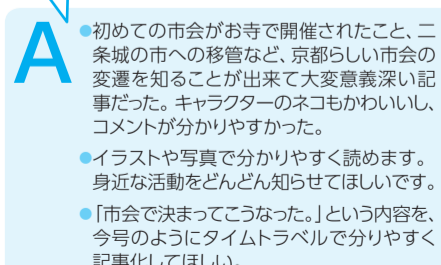 A
●初めての市会がお寺で開催されたこと、二
条城の市への移管など、京都らしい市会の
変遷を知ることが出来て大変意義深い記
事だった。キャラクターのネコもかわいいし、
コメントが分かりやすかった。
●イラストや写真で分かりやすく読めます。
身近な活動をどんどん知らせてほしいです。
●「市会で決まってこうなった。」という内容を、
今号のようにタイムトラベルで分りやすく
記事化してほしい。